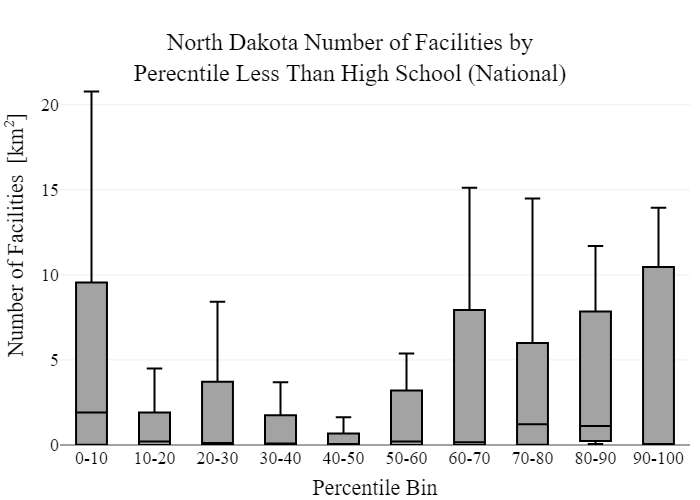 North Dakota Number of Facilities by
Perecntile Less Than High School (National)
Number of Facilities [km²]
20
15
10
5
0
0-10 10-20 20-30 30-40 40-50 50-60 60-70 70-80 80-90 90-100
Percentile Bin